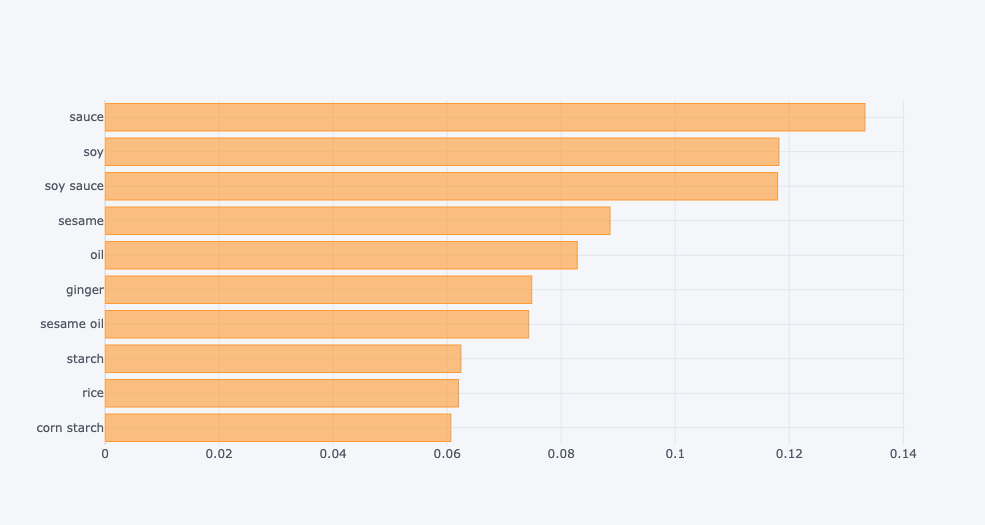 sauce
soy
soy sauce
sesame
oil
ginger
sesame oil
starch
rice
corn starch
0 0.02 0.04 0.06 0.08 0.1 0.12 0.14